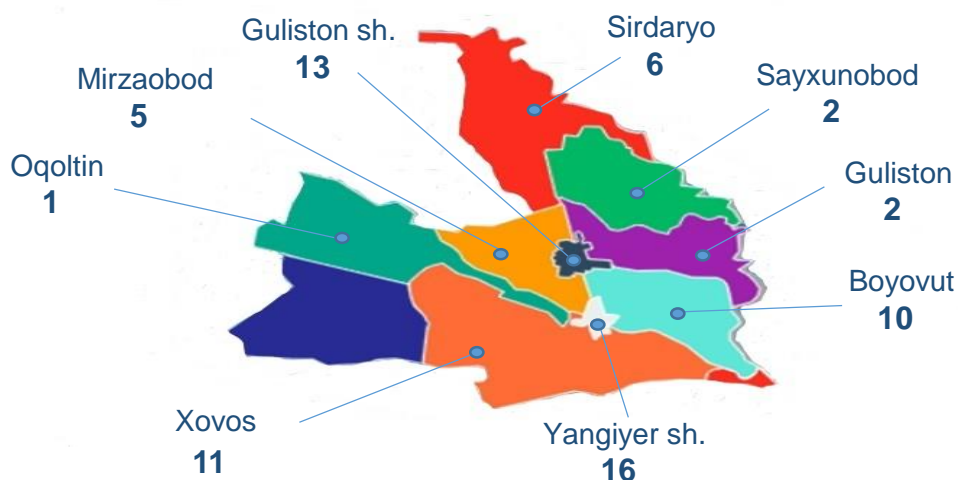 Guliston sh.
13
Sirdaryo
6
Mirzaobod
5
Sayxunobod
2
Oqoltin
1
Guliston
2
Boyovut
10
Xovos
11
Yangiyer sh.
16